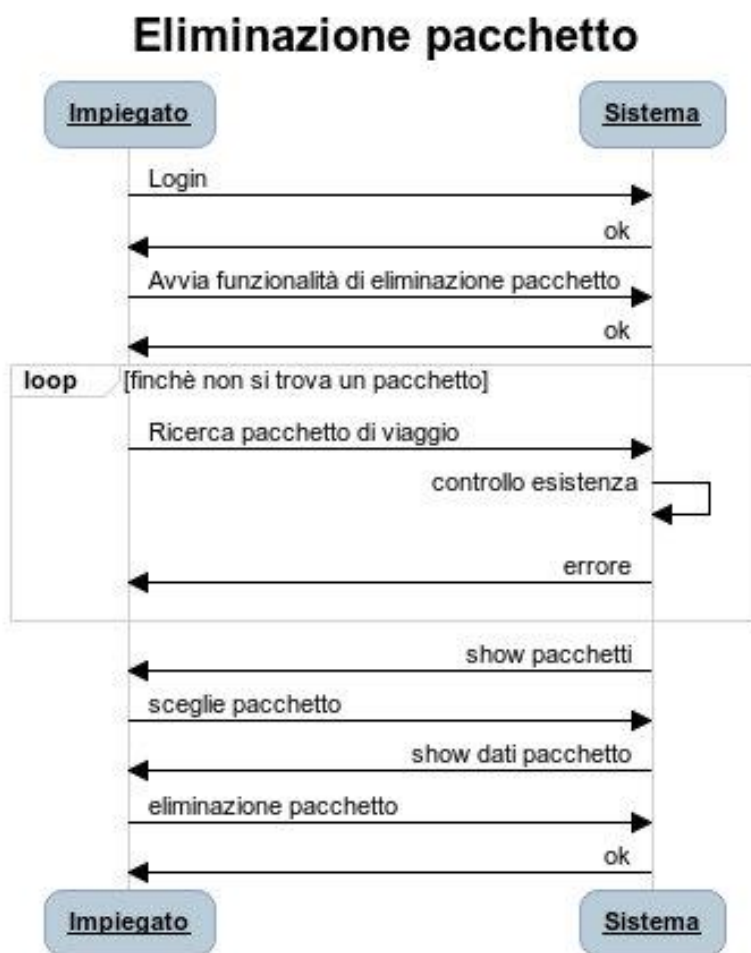 Eliminazione pacchetto
Impiegato
Sistema
Login
ok
Avvia funzionalità di eliminazione pacchetto
ok
loop
[finchè non si trova un pacchetto]
Ricerca pacchetto di viaggio
controllo esistenza
errore
show pacchetti
sceglie pacchetto
show dati pacchetto
eliminazione pacchetto
ok
Impiegato
Sistema